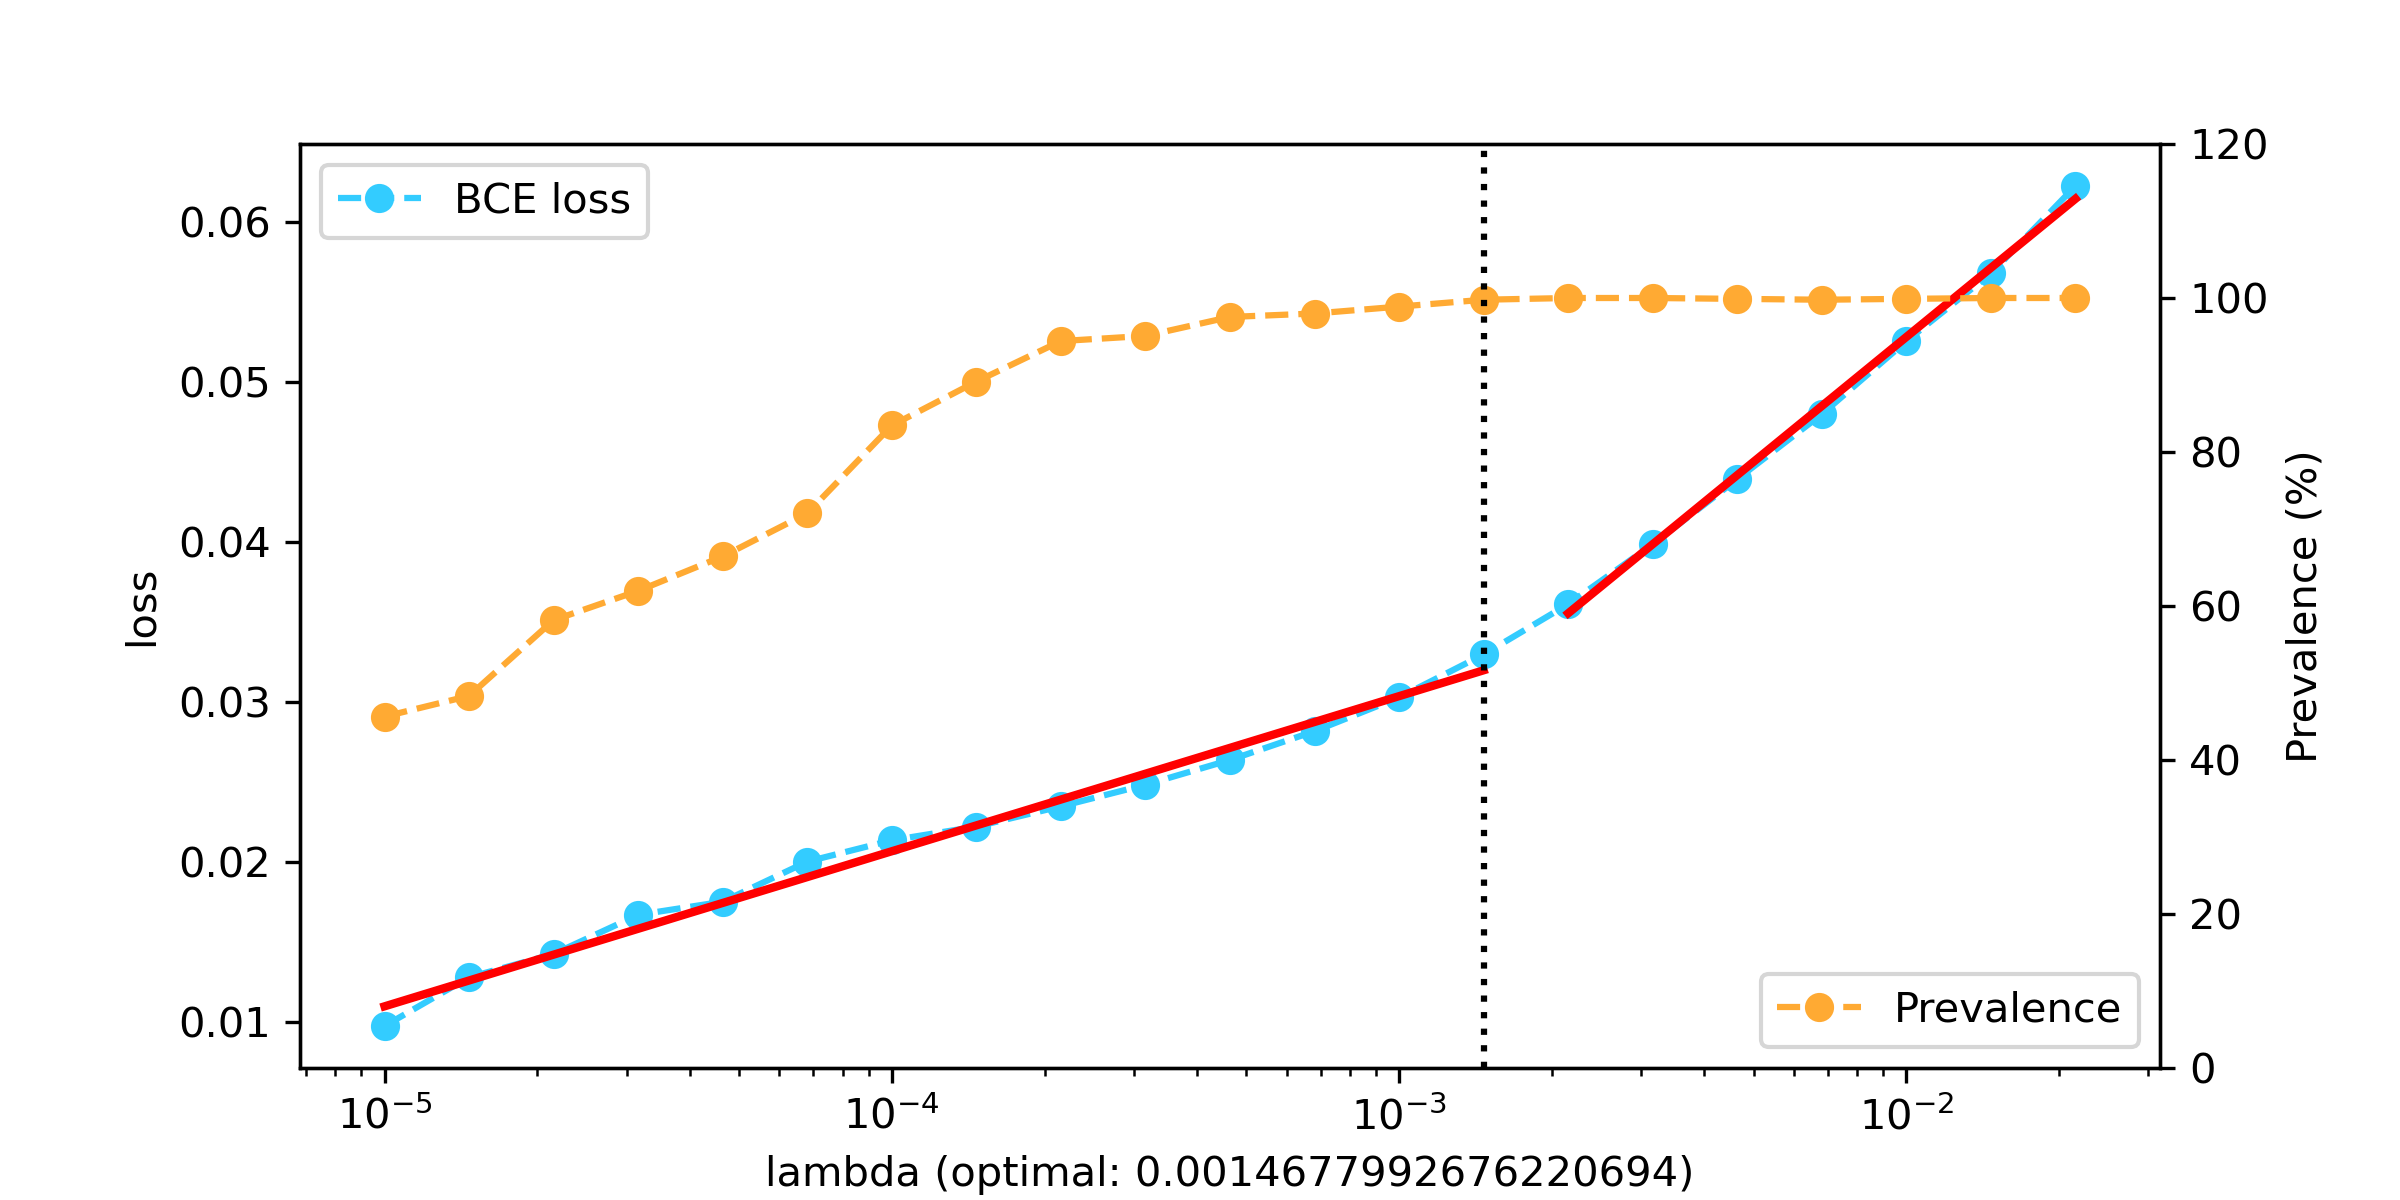 BCE loss
0.06
0.05
0.04
0.03
0.02
0.01
loss
120
100
80
60
40
20
0
Prevalence (%)
Prevalence
10⁻⁵ 10⁻⁴ 10⁻³ 10⁻²
lambda (optimal: 0.0014677992676220694)